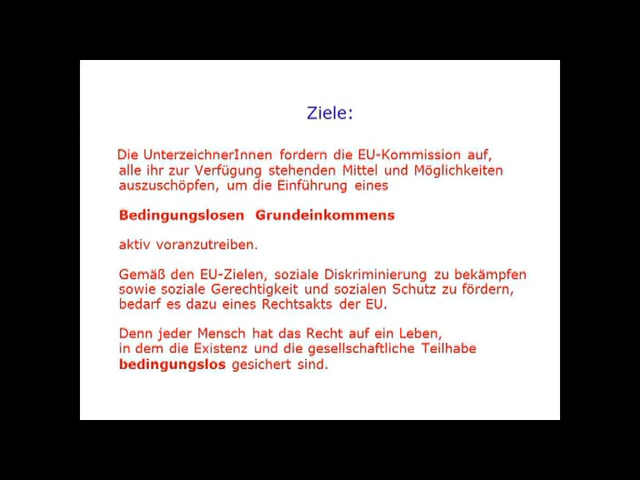 Ziele:
Die UnterzeichnerInnen fordern die EU-Kommission auf,
alle ihr zur Verfügung stehenden Mittel und Möglichkeiten
auszuschöpfen, um die Einführung eines
Bedingungslosen Grundeinkommens
aktiv voranzutreiben.
Gemäß den EU-Zielen, soziale Diskriminierung zu bekämpfen
sowie soziale Gerechtigkeit und sozialen Schutz zu fördern,
bedarf es dazu eines Rechtsakts der EU.
Denn jeder Mensch hat das Recht auf ein Leben,
in dem die Existenz und die gesellschaftliche Teilhabe
bedingungslos gesichert sind.